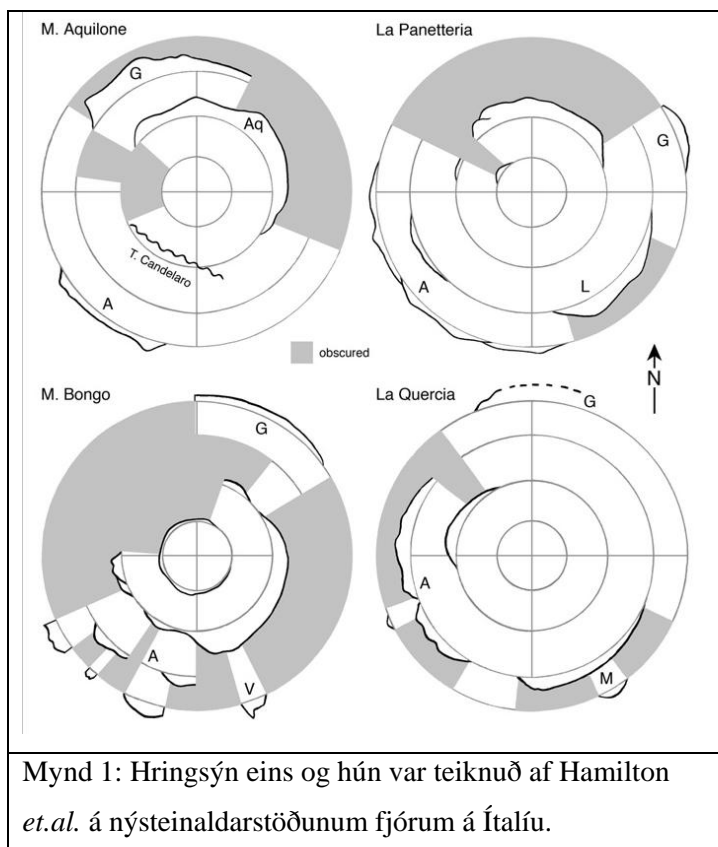 M. Aquilone
La Panetteria
G
Aq
T. Candelaro
A
G
A
L
obscured
N
M. Bongo
La Quercia
G
A
V
G
A
M
Mynd 1: Hringsýn eins og hún var teiknuð af Hamilton
et.al. á nýsteinaldarstöðunum fjórum á Ítalíu.